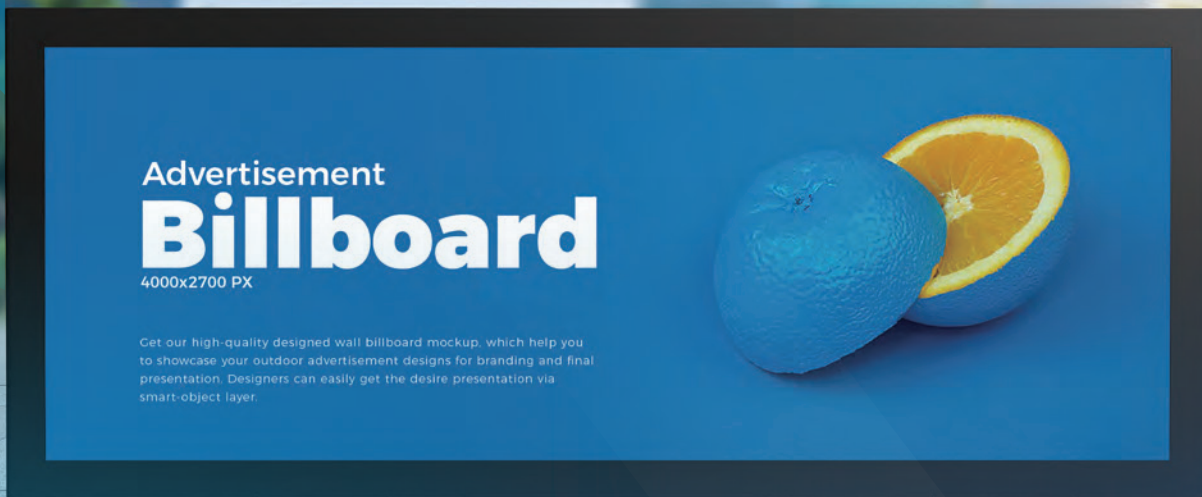 Advertisement
Billboard
4000x2700 PX
Get our high-quality designed wall billboard mockup, which help you
to showcase your outdoor advertisement designs for branding and final
presentation. Designers can easily get the desire presentation via
smart-object layer.